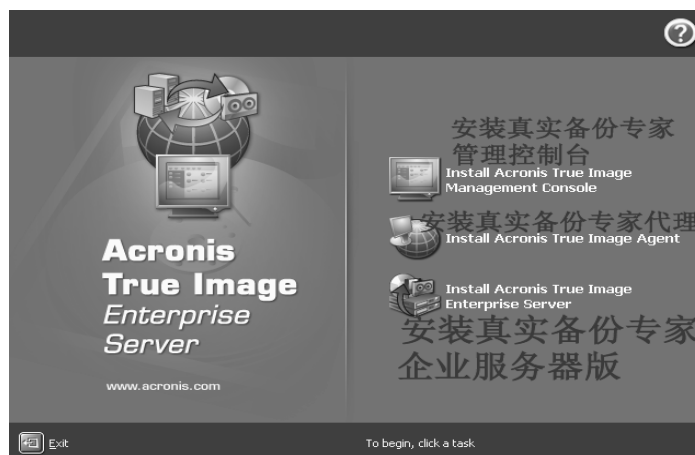 ?
Acronis
True Image
Enterprise
Server
www.acronis.com
安装真实备份专家
管理控制台
Install Acronis True Image
Management Console
安装真实备份专家代理
Install Acronis True Image Agent
Install Acronis True Image
Enterprise Server
安装真实备份专家
企业服务器版
Exit
To begin, click a task